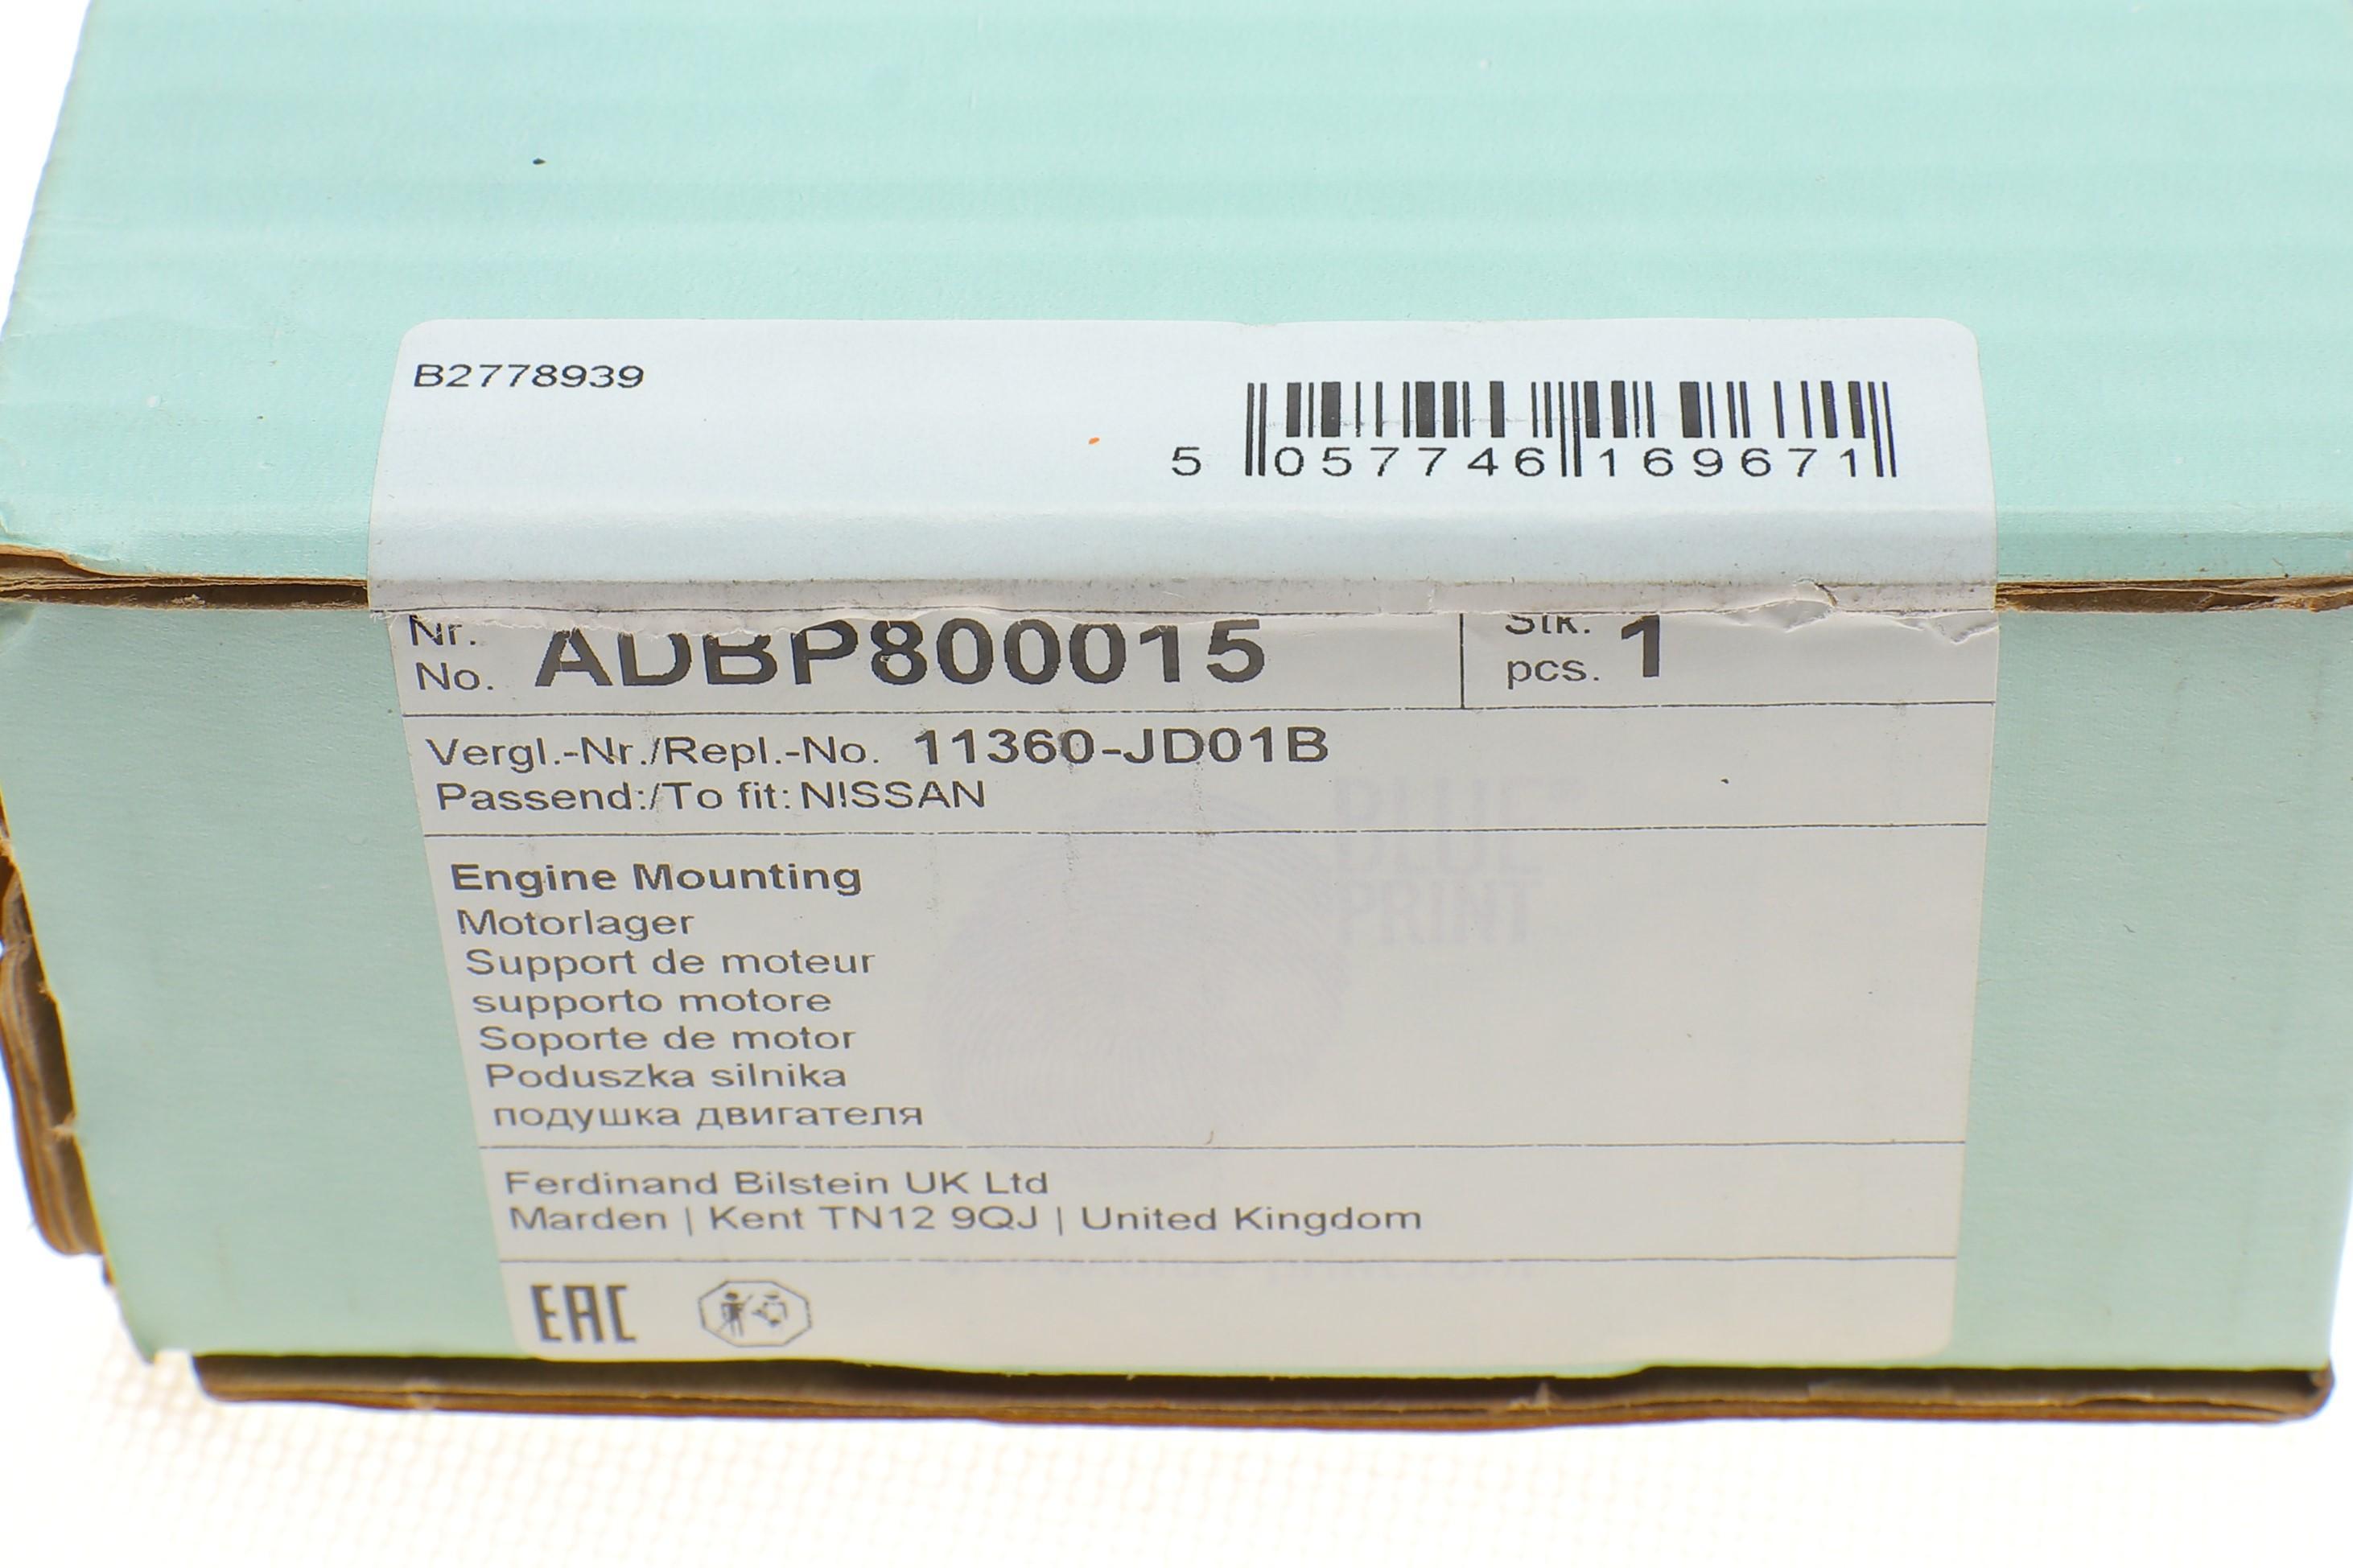 B2778939
5 057746 169671
Nr.
No. ADBP800015
Stk.
pcs. 1
Vergl.-Nr./Repl.-No. 11360-JD01B
Passend:/To fit: NISSAN
BLUE
PRINT
Engine Mounting
Motorlager
Support de moteur
supporto motore
Soporte de motor
Poduszka silnika
подушка двигателя
Ferdinand Bilstein UK Ltd
Marden | Kent TN12 9QJ | United Kingdom
EAC